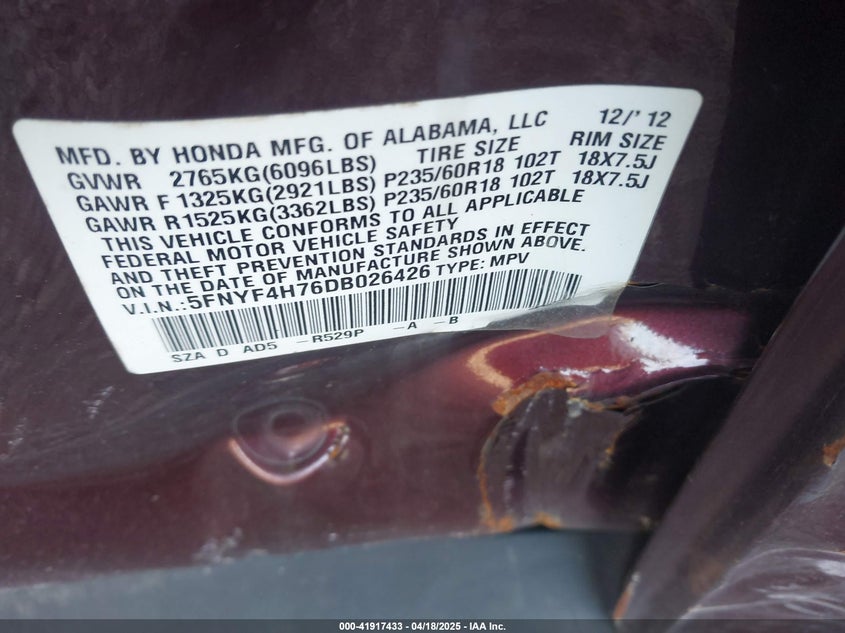 MFD. BY HONDA MFG. OF ALABAMA, LLC 12/'12
GVWR 2765KG(6096LBS) TIRE SIZE RIM SIZE
GAWR F 1325KG(2921LBS) P235/60R18 102T 18X7.5J
GAWR R1525KG(3362LBS) P235/60R18 102T 18X7.5J
THIS VEHICLE CONFORMS TO ALL APPLICABLE
FEDERAL MOTOR VEHICLE SAFETY
AND THEFT PREVENTION STANDARDS IN EFFECT
ON THE DATE OF MANUFACTURE SHOWN ABOVE.
V.I.N.:5FNYF4H76DB026426 TYPE: MPV
SZA D AD5 -R529P -A -B
000-41917433 - 04/18/2025 - IAA Inc.